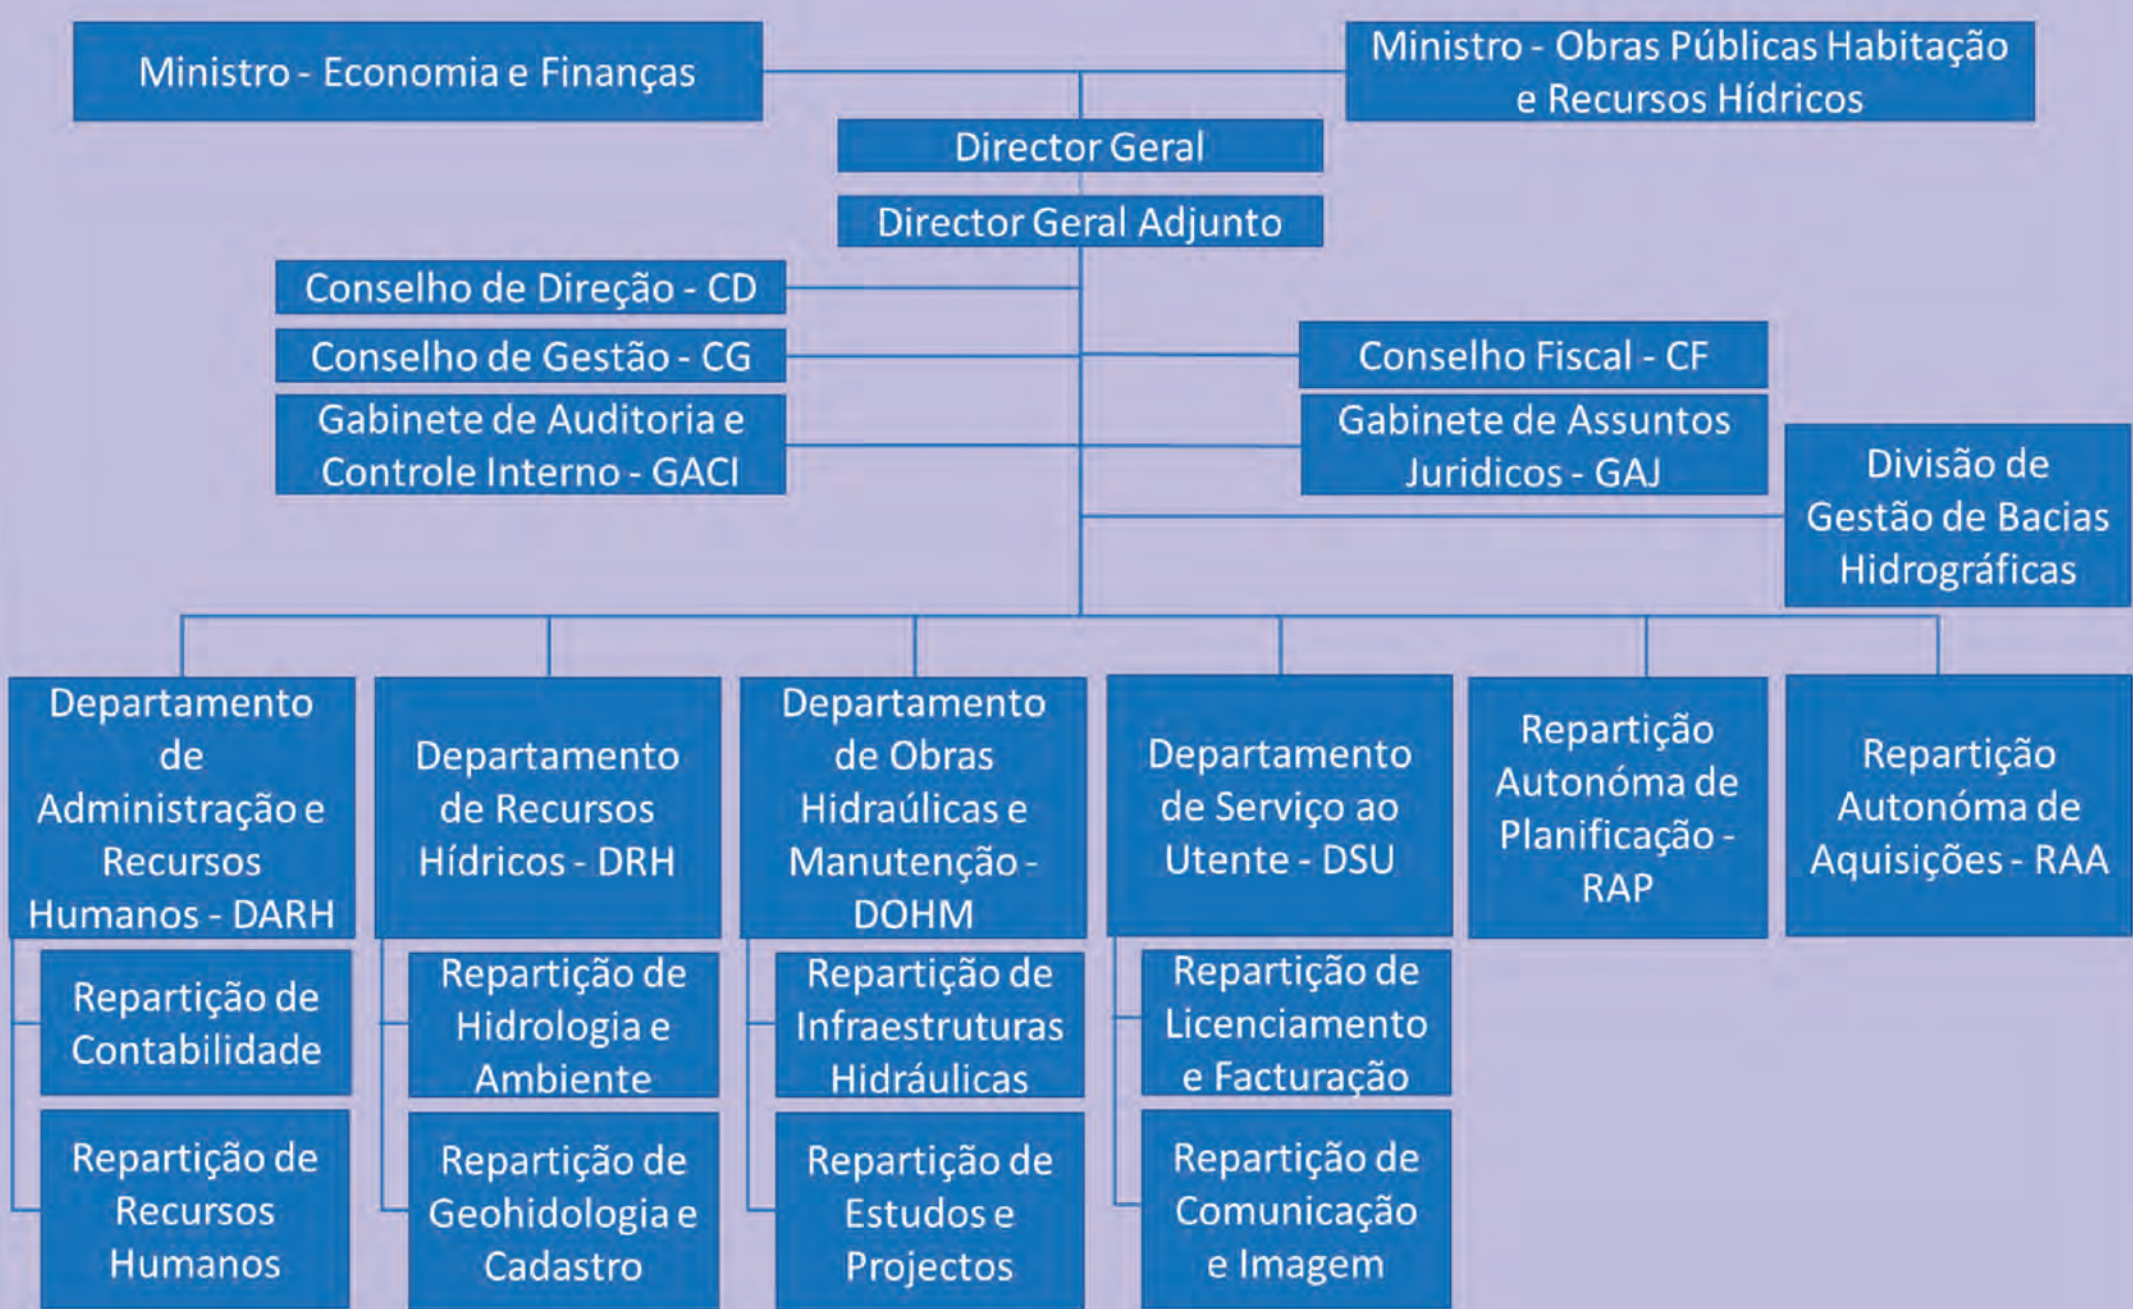 Ministro - Economia e Finanças
Ministro - Obras Públicas Habitação
e Recursos Hídricos
Director Geral
Director Geral Adjunto
Conselho de Direção - CD
Conselho de Gestão - CG
Conselho Fiscal - CF
Gabinete de Auditoria e
Controle Interno - GACI
Gabinete de Assuntos
Juridicos - GAJ
Divisão de
Gestão de Bacias
Hidrográficas
Departamento
de
Administração e
Recursos
Humanos - DARH
Departamento
de Recursos
Hídricos - DRH
Departamento
de Obras
Hidraúlicas e
Manutenção -
DOHM
Departamento
de Serviço ao
Utente - DSU
Repartição
Autonóma de
Planificação -
RAP
Repartição
Autonóma de
Aquisições - RAA
Repartição de
Contabilidade
Repartição de
Hidrologia e
Ambiente
Repartição de
Infraestruturas
Hidráulicas
Repartição de
Licenciamento
e Facturação
Repartição de
Recursos
Humanos
Repartição de
Geohidologia e
Cadastro
Repartição de
Estudos e
Projectos
Repartição de
Comunicação
e Imagem